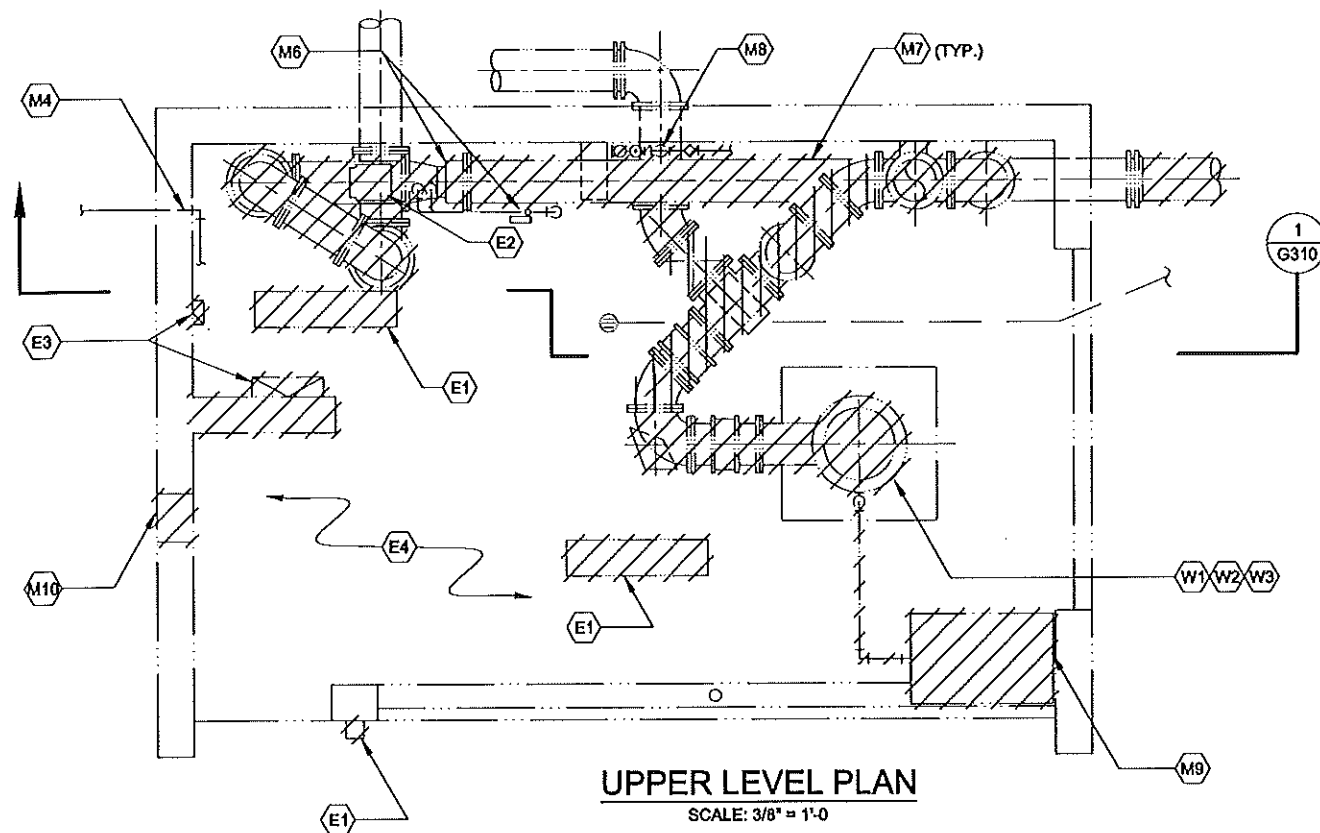 M6
M8
M7 (TYP.)
M4
1
G310
E2
E3
E1
E4
M10
W1 W2 W3
E1
M9
E1
UPPER LEVEL PLAN
SCALE: 3/8" = 1'-0